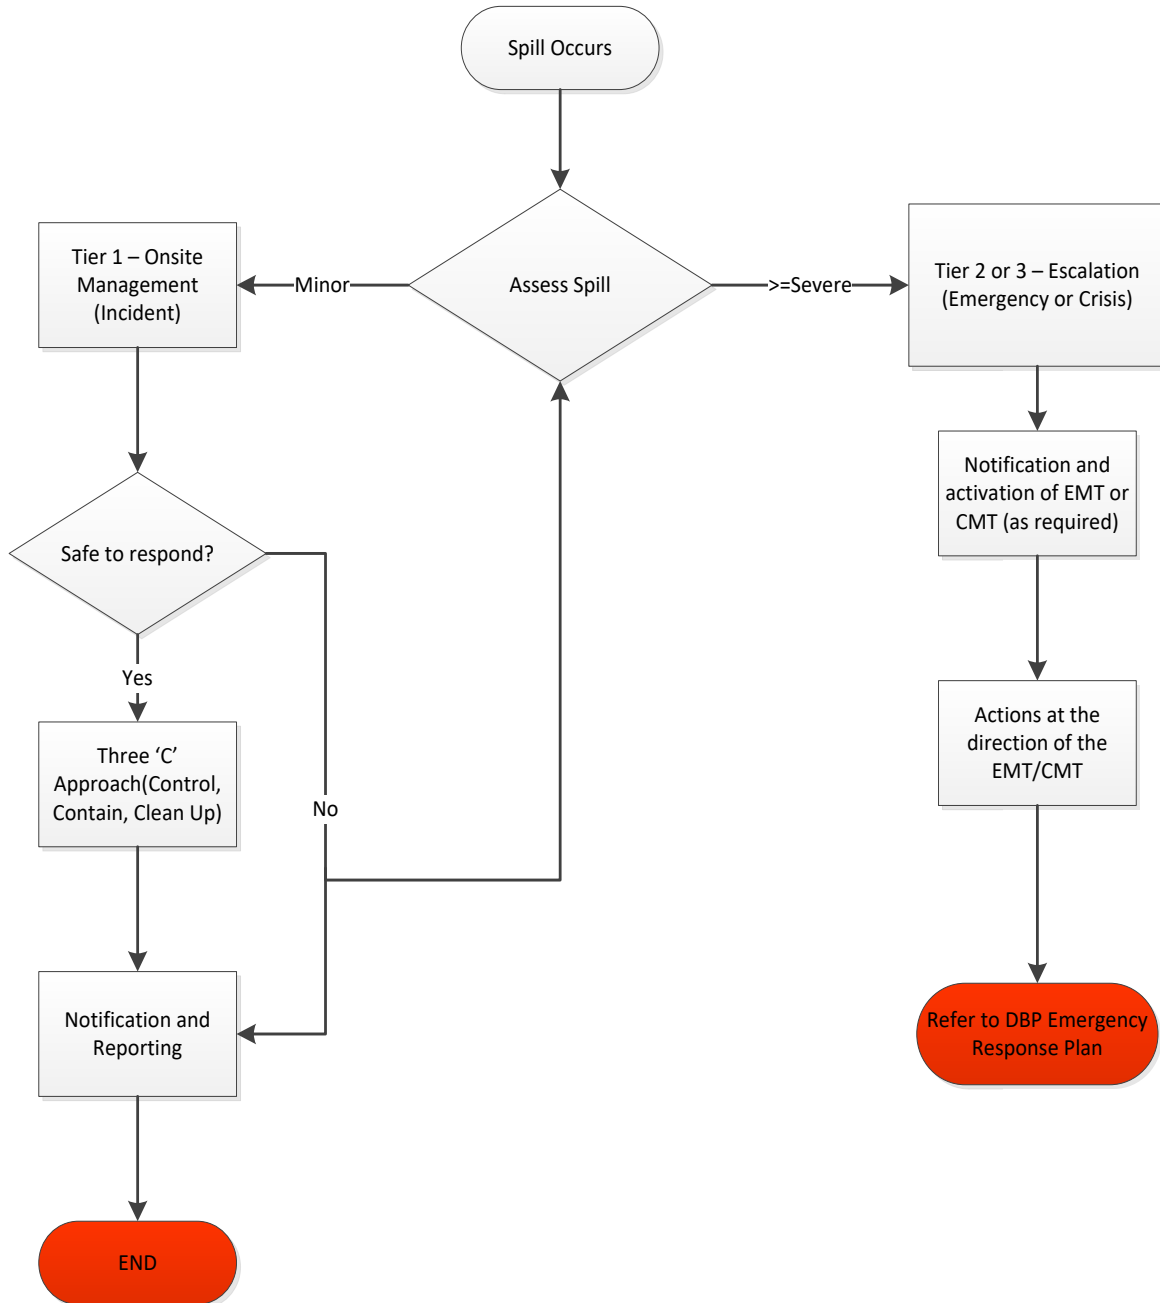 Spill Occurs
Assess Spill
Minor
>=Severe
Tier 1 – Onsite
Management
(Incident)
Tier 2 or 3 – Escalation
(Emergency or Crisis)
Safe to respond?
Notification and
activation of EMT or
CMT (as required)
Yes
No
Three ‘C’
Approach(Control,
Contain, Clean Up)
Actions at the
direction of the
EMT/CMT
Notification and
Reporting
Refer to DBP Emergency
Response Plan
END